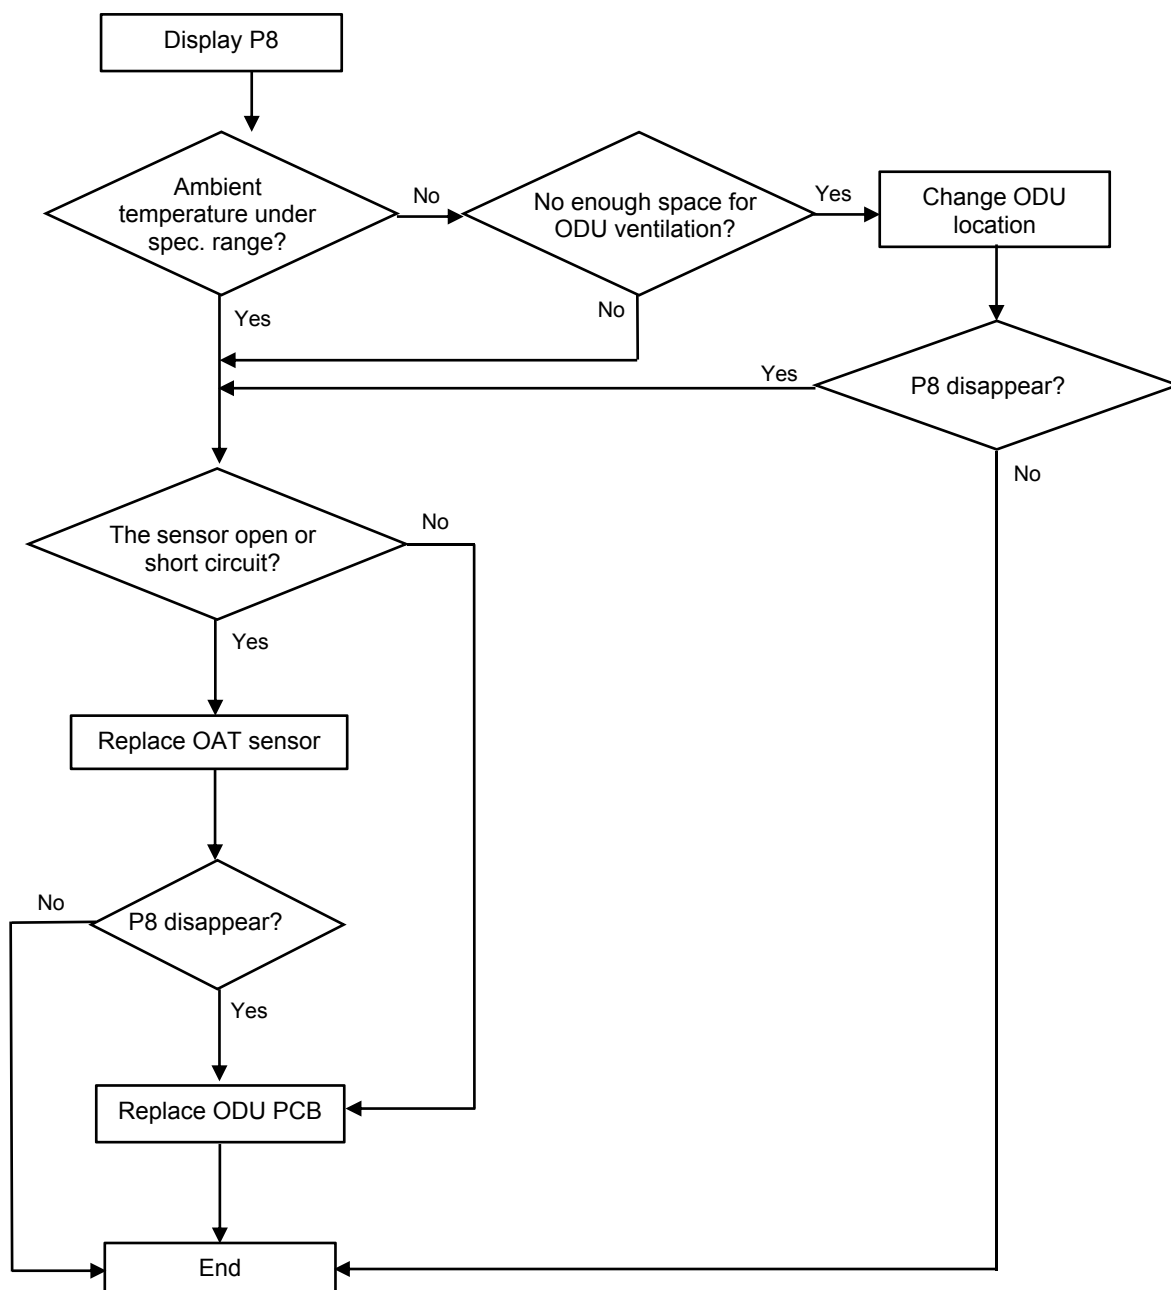 Display P8
Ambient
temperature under
spec. range?
No
No enough space for
ODU ventilation?
Yes
Change ODU
location
Yes
No
Yes
P8 disappear?
No
The sensor open or
short circuit?
No
Yes
Replace OAT sensor
No
P8 disappear?
Yes
Replace ODU PCB
End